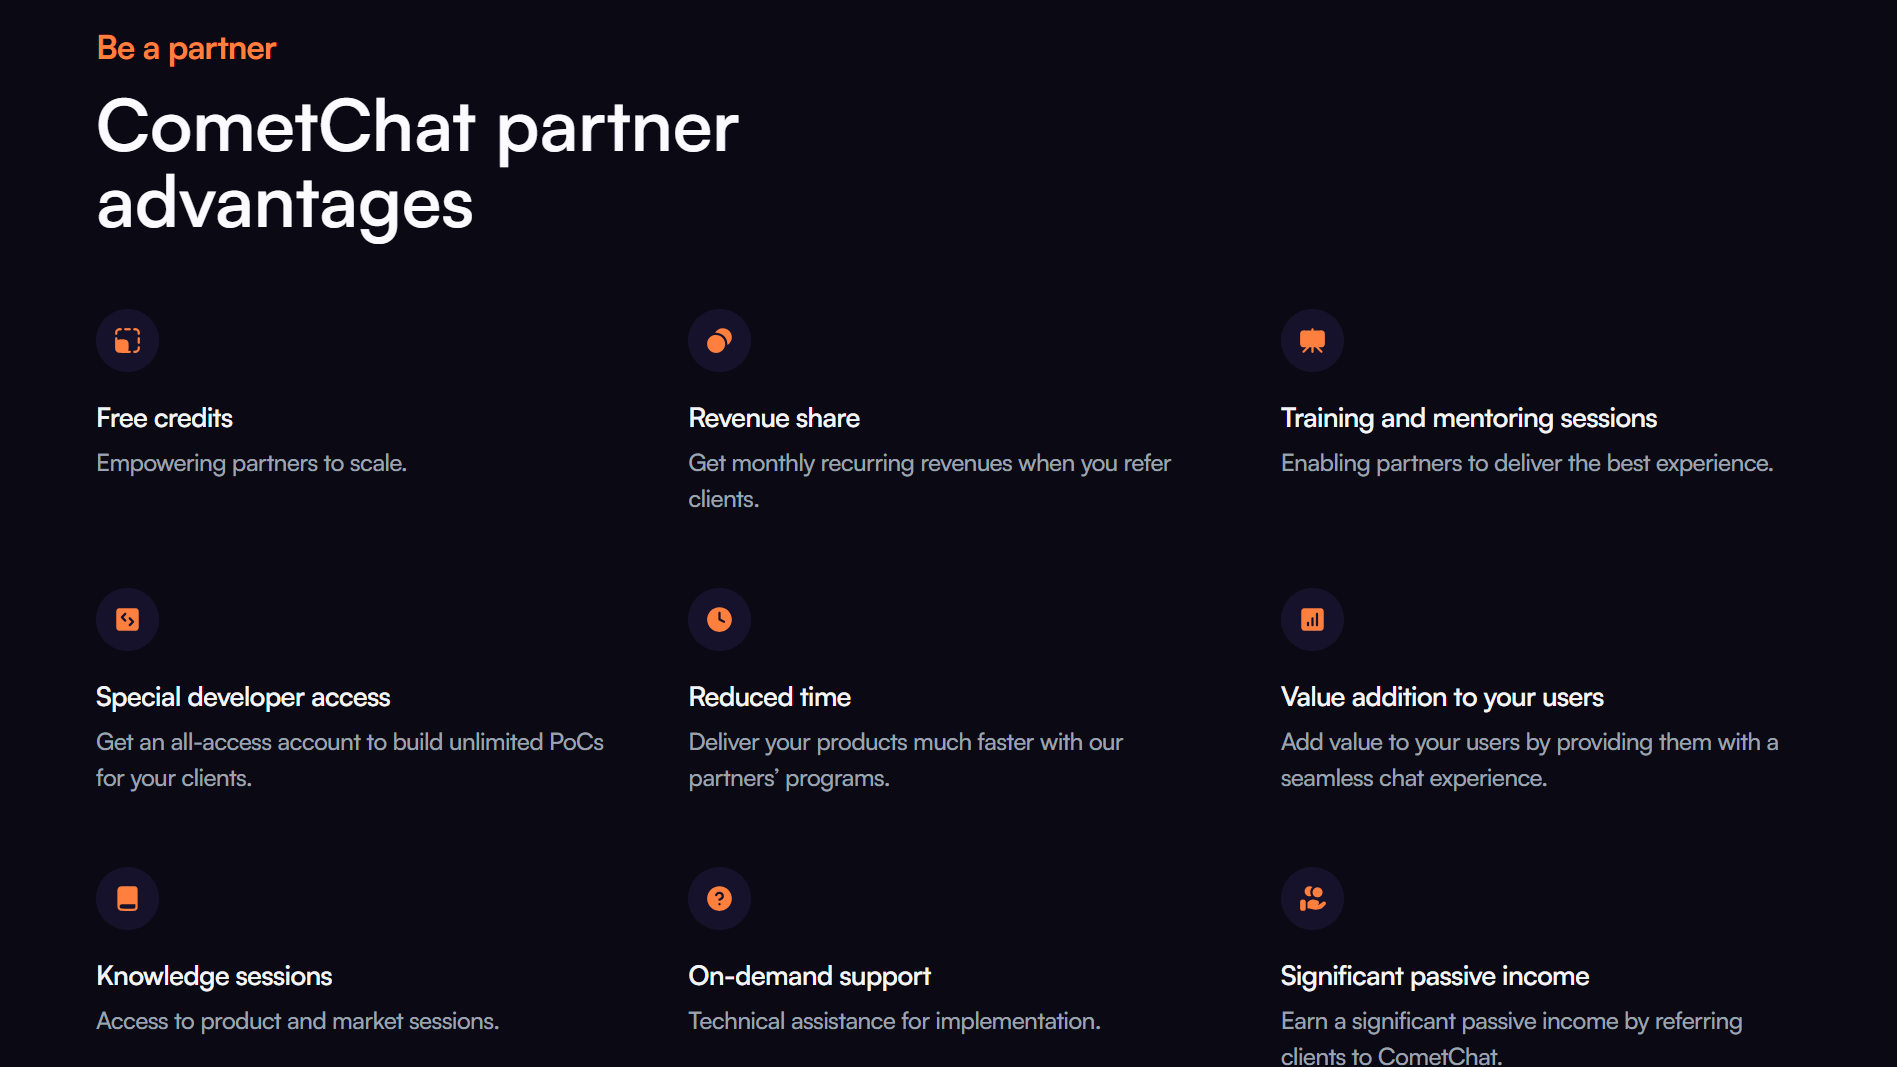 Be a partner
CometChat partner
advantages
Free credits
Empowering partners to scale.
Revenue share
Get monthly recurring revenues when you refer
clients.
Training and mentoring sessions
Enabling partners to deliver the best experience.
Special developer access
Get an all-access account to build unlimited PoCs
for your clients.
Reduced time
Deliver your products much faster with our
partners’ programs.
Value addition to your users
Add value to your users by providing them with a
seamless chat experience.
Knowledge sessions
Access to product and market sessions.
On-demand support
Technical assistance for implementation.
Significant passive income
Earn a significant passive income by referring
clients to CometChat.